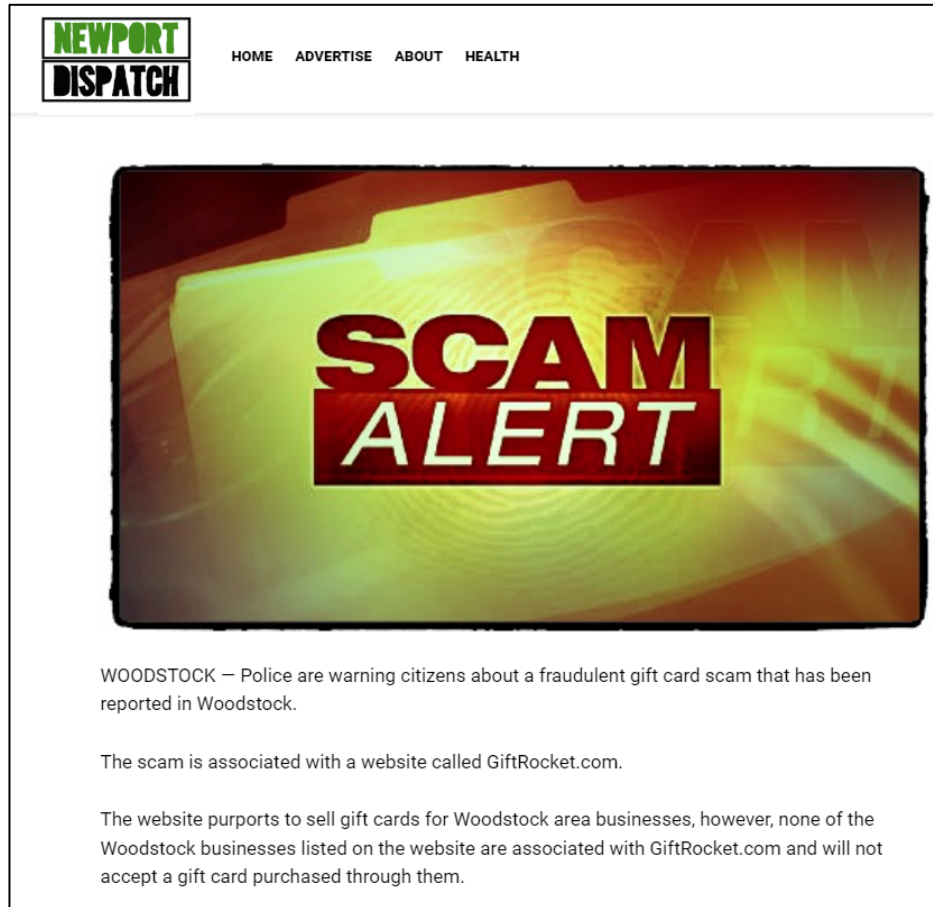 NEWPORT
DISPATCH
HOME ADVERTISE ABOUT HEALTH
SCAM
ALERT
SCAM
ALERT
WOODSTOCK — Police are warning citizens about a fraudulent gift card scam that has been
reported in Woodstock.
The scam is associated with a website called GiftRocket.com.
The website purports to sell gift cards for Woodstock area businesses, however, none of the
Woodstock businesses listed on the website are associated with GiftRocket.com and will not
accept a gift card purchased through them.